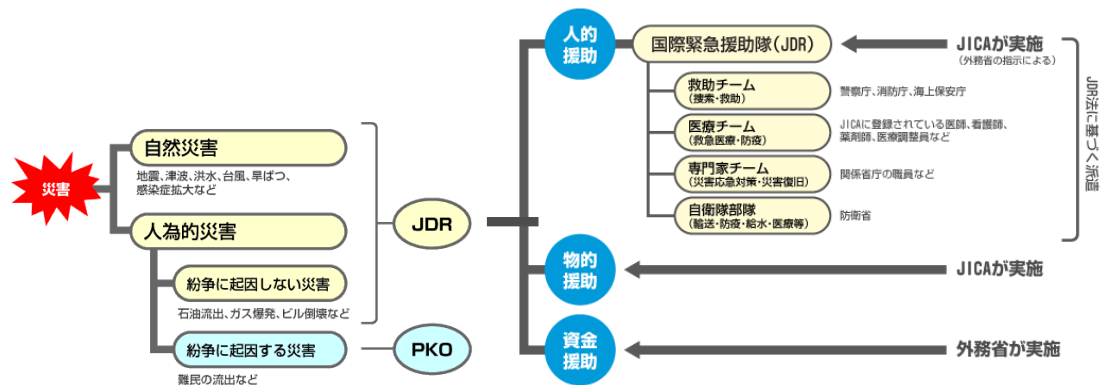 災害
自然災害
地震、津波、洪水、台風、旱ばつ、
感染症拡大など
人為的災害
紛争に起因しない災害
石油流出、ガス爆発、ビル倒壊など
紛争に起因する災害
難民の流出など
JDR
PKO
人的
援助
国際緊急援助隊(JDR)
JICAが実施
(外務省の指示による)
救助チーム
(捜索・救助)
警察庁、消防庁、海上保安庁
医療チーム
(救急医療・防疫)
JICAに登録されている医師、看護師、
薬剤師、医療調整員など
専門家チーム
(災害応急対策・災害復旧)
関係省庁の職員など
自衛隊部隊
(輸送・防疫・給水・医療等)
防衛省
JDR法に基づく派遣
物的
援助
JICAが実施
資金
援助
外務省が実施